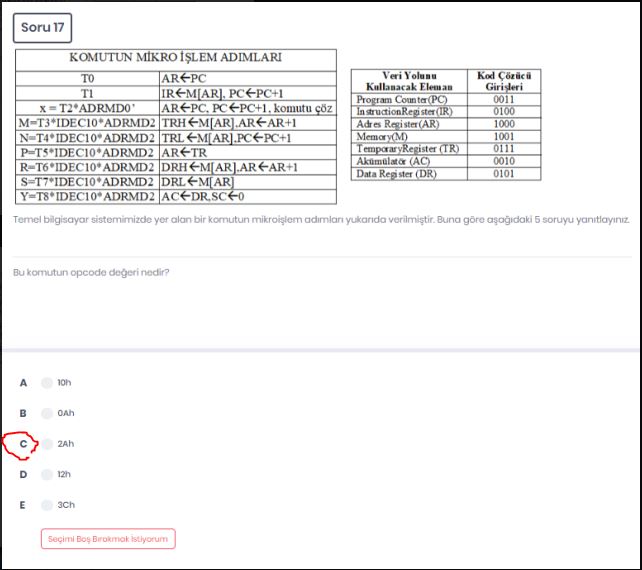 Soru 17
KOMUTUN MİKRO İŞLEM ADIMLARI
T0 AR←PC
T1 IR←M[AR], PC←PC+1
x = T2*ADRMD0' AR←PC, PC←PC+1, komutu çöz
M=T3*IDEC10*ADRMD2 TRH←M[AR].AR←AR+1
N=T4*IDEC10*ADRMD2 TRL←M[AR].PC←PC+1
P=T5*IDEC10*ADRMD2 AR←TR
R=T6*IDEC10*ADRMD2 DRH←M[AR].AR←AR+1
S=T7*IDEC10*ADRMD2 DRL←M[AR]
Y=T8*IDEC10*ADRMD2 AC←DR,SC←0
Veri Yolunu Kod Çözücü
Kullanacak Eleman Girişleri
Program Counter(PC) 0011
InstructionRegister(IR) 0100
Adres Register(AR) 1000
Memory(M) 1001
TemporaryRegister (TR) 0111
Akümülatör (AC) 0010
Data Register (DR) 0101
Temel bilgisayar sistemimizde yer alan bir komutun mikroişlem adımları yukarıda verilmiştir. Buna göre aşağıdaki 5 soruyu yanıtlayınız.
Bu komutun opcode değeri nedir?
A 10h
B 0Ah
C 2Ah
D 12h
E 3Ch
Seçimi Boş Bırakmak İstiyorum